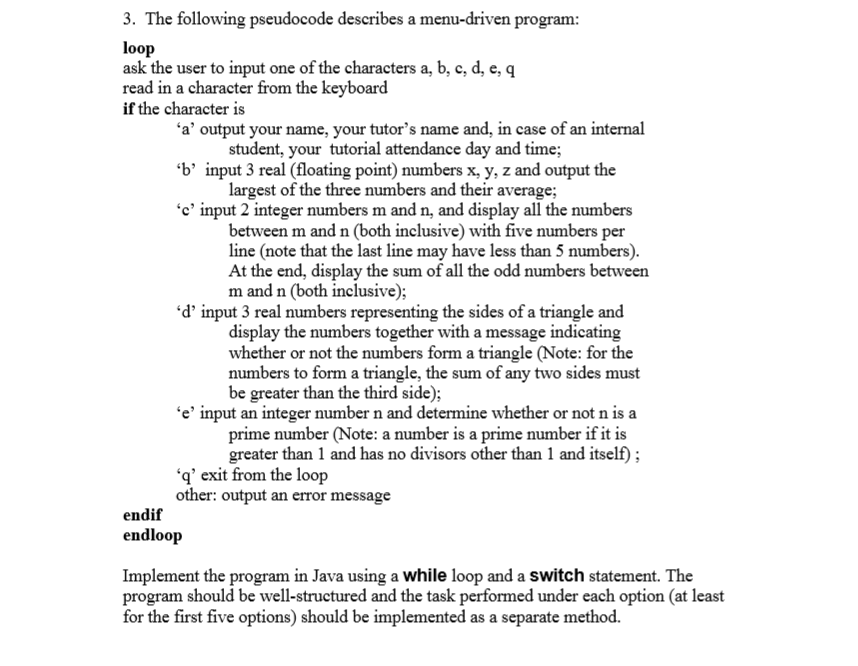 3. The following pseudocode describes a menu-driven program:
loop
ask the user to input one of the characters a, b, c, d, e, q
read in a character from the keyboard
if the character is
‘a’ output your name, your tutor’s name and, in case of an internal
student, your tutorial attendance day and time;
‘b’ input 3 real (floating point) numbers x, y, z and output the
largest of the three numbers and their average;
‘c’ input 2 integer numbers m and n, and display all the numbers
between m and n (both inclusive) with five numbers per
line (note that the last line may have less than 5 numbers).
At the end, display the sum of all the odd numbers between
m and n (both inclusive);
‘d’ input 3 real numbers representing the sides of a triangle and
display the numbers together with a message indicating
whether or not the numbers form a triangle (Note: for the
numbers to form a triangle, the sum of any two sides must
be greater than the third side);
‘e’ input an integer number n and determine whether or not n is a
prime number (Note: a number is a prime number if it is
greater than 1 and has no divisors other than 1 and itself) ;
‘q’ exit from the loop
other: output an error message
endif
endloop
Implement the program in Java using a while loop and a switch statement. The
program should be well-structured and the task performed under each option (at least
for the first five options) should be implemented as a separate method.